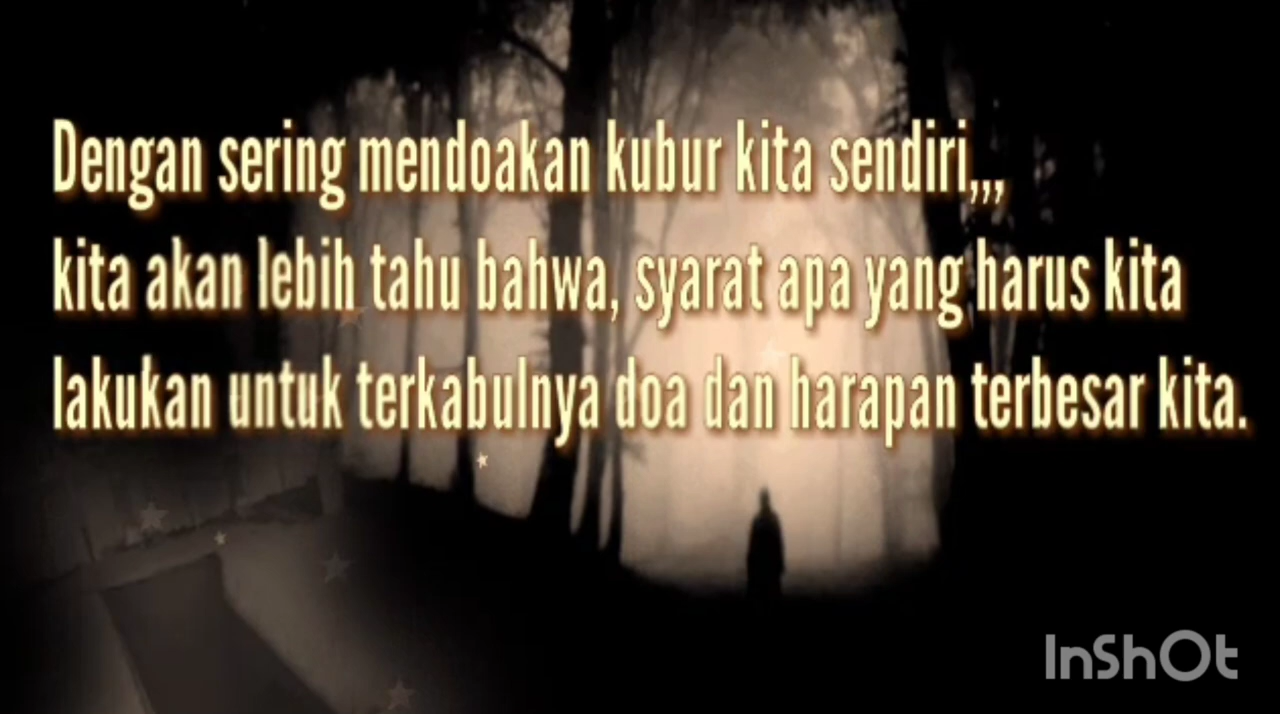 Dengan sering mendoakan kubur kita sendiri,,,
kita akan lebih tahu bahwa, syarat apa yang harus kita
lakukan untuk terkabulnya doa dan harapan terbesar kita.
InShOt